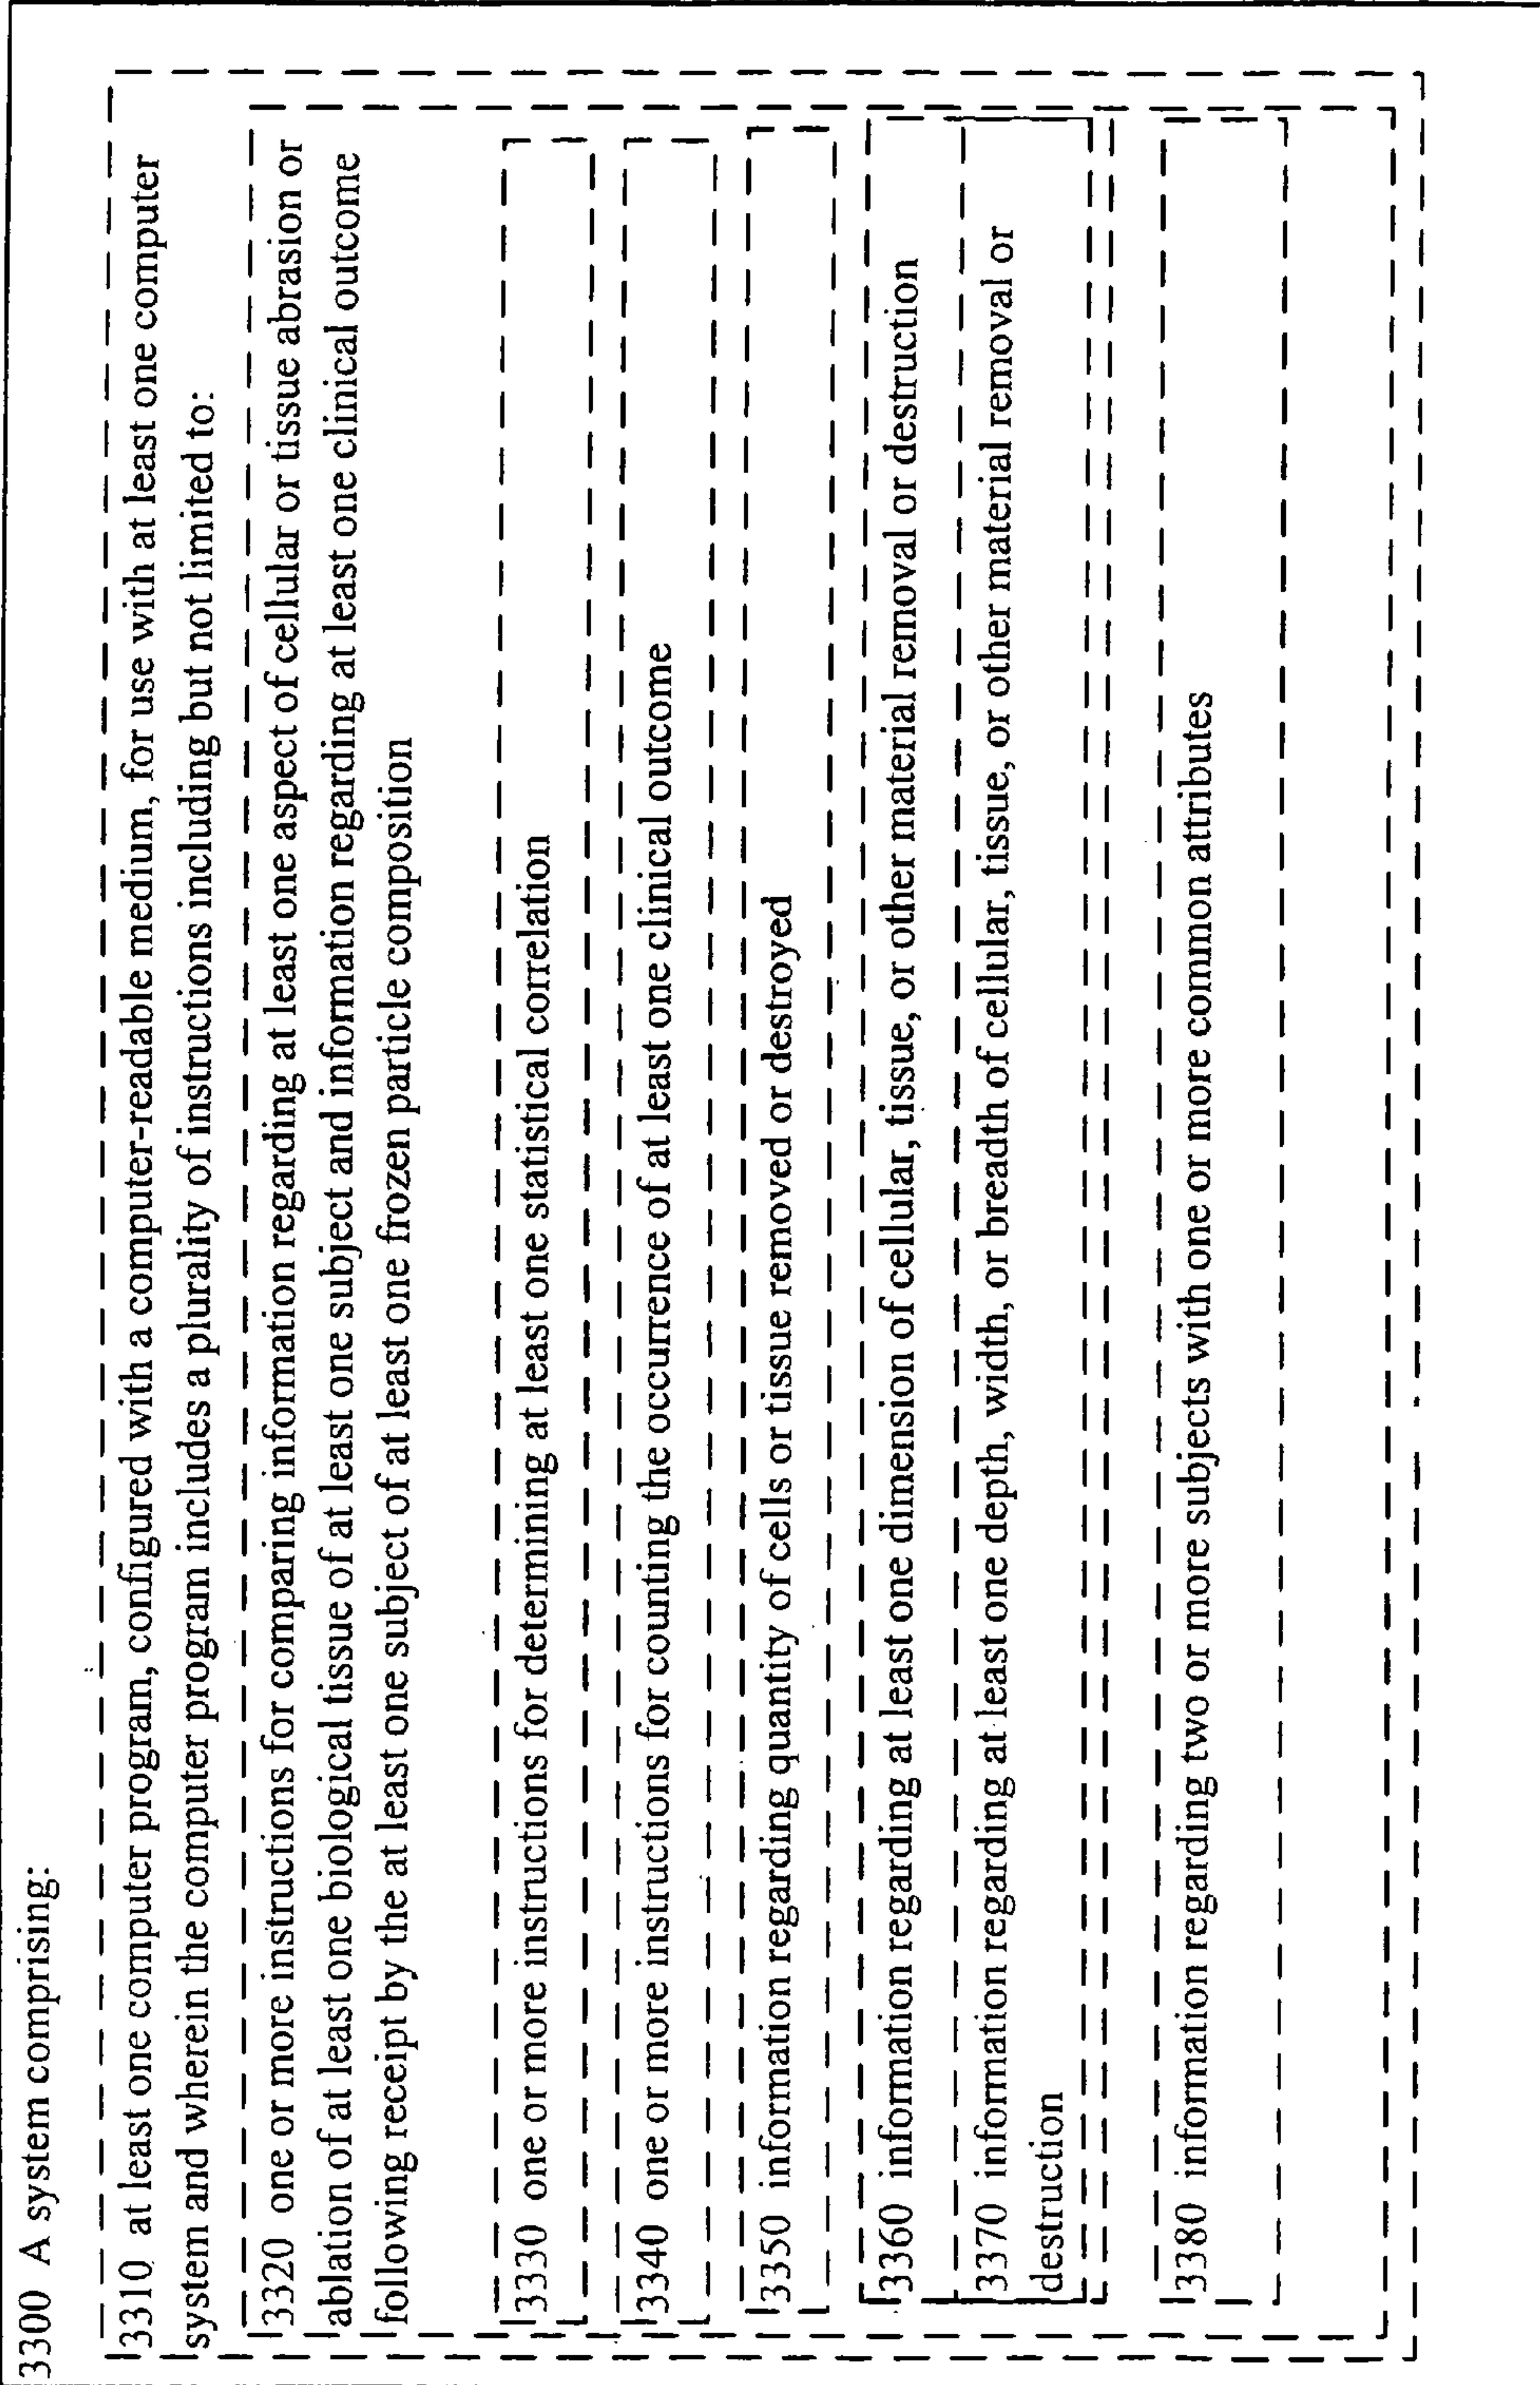 3300 A system comprising:
3310 at least one computer program, configured with a computer-readable medium, for use with at least one computer
system and wherein the computer program includes a plurality of instructions including but not limited to:
3320 one or more instructions for comparing information regarding at least one aspect of cellular or tissue abrasion or
ablation of at least one biological tissue of at least one subject and information regarding at least one clinical outcome
following receipt by the at least one subject of at least one frozen particle composition
3330 one or more instructions for determining at least one statistical correlation
3340 one or more instructions for counting the occurrence of at least one clinical outcome
3350 information regarding quantity of cells or tissue removed or destroyed
3360 information regarding at least one dimension of cellular, tissue, or other material removal or destruction
3370 information regarding at least one depth, width, or breadth of cellular, tissue, or other material removal or
destruction
3380 information regarding two or more subjects with one or more common attributes